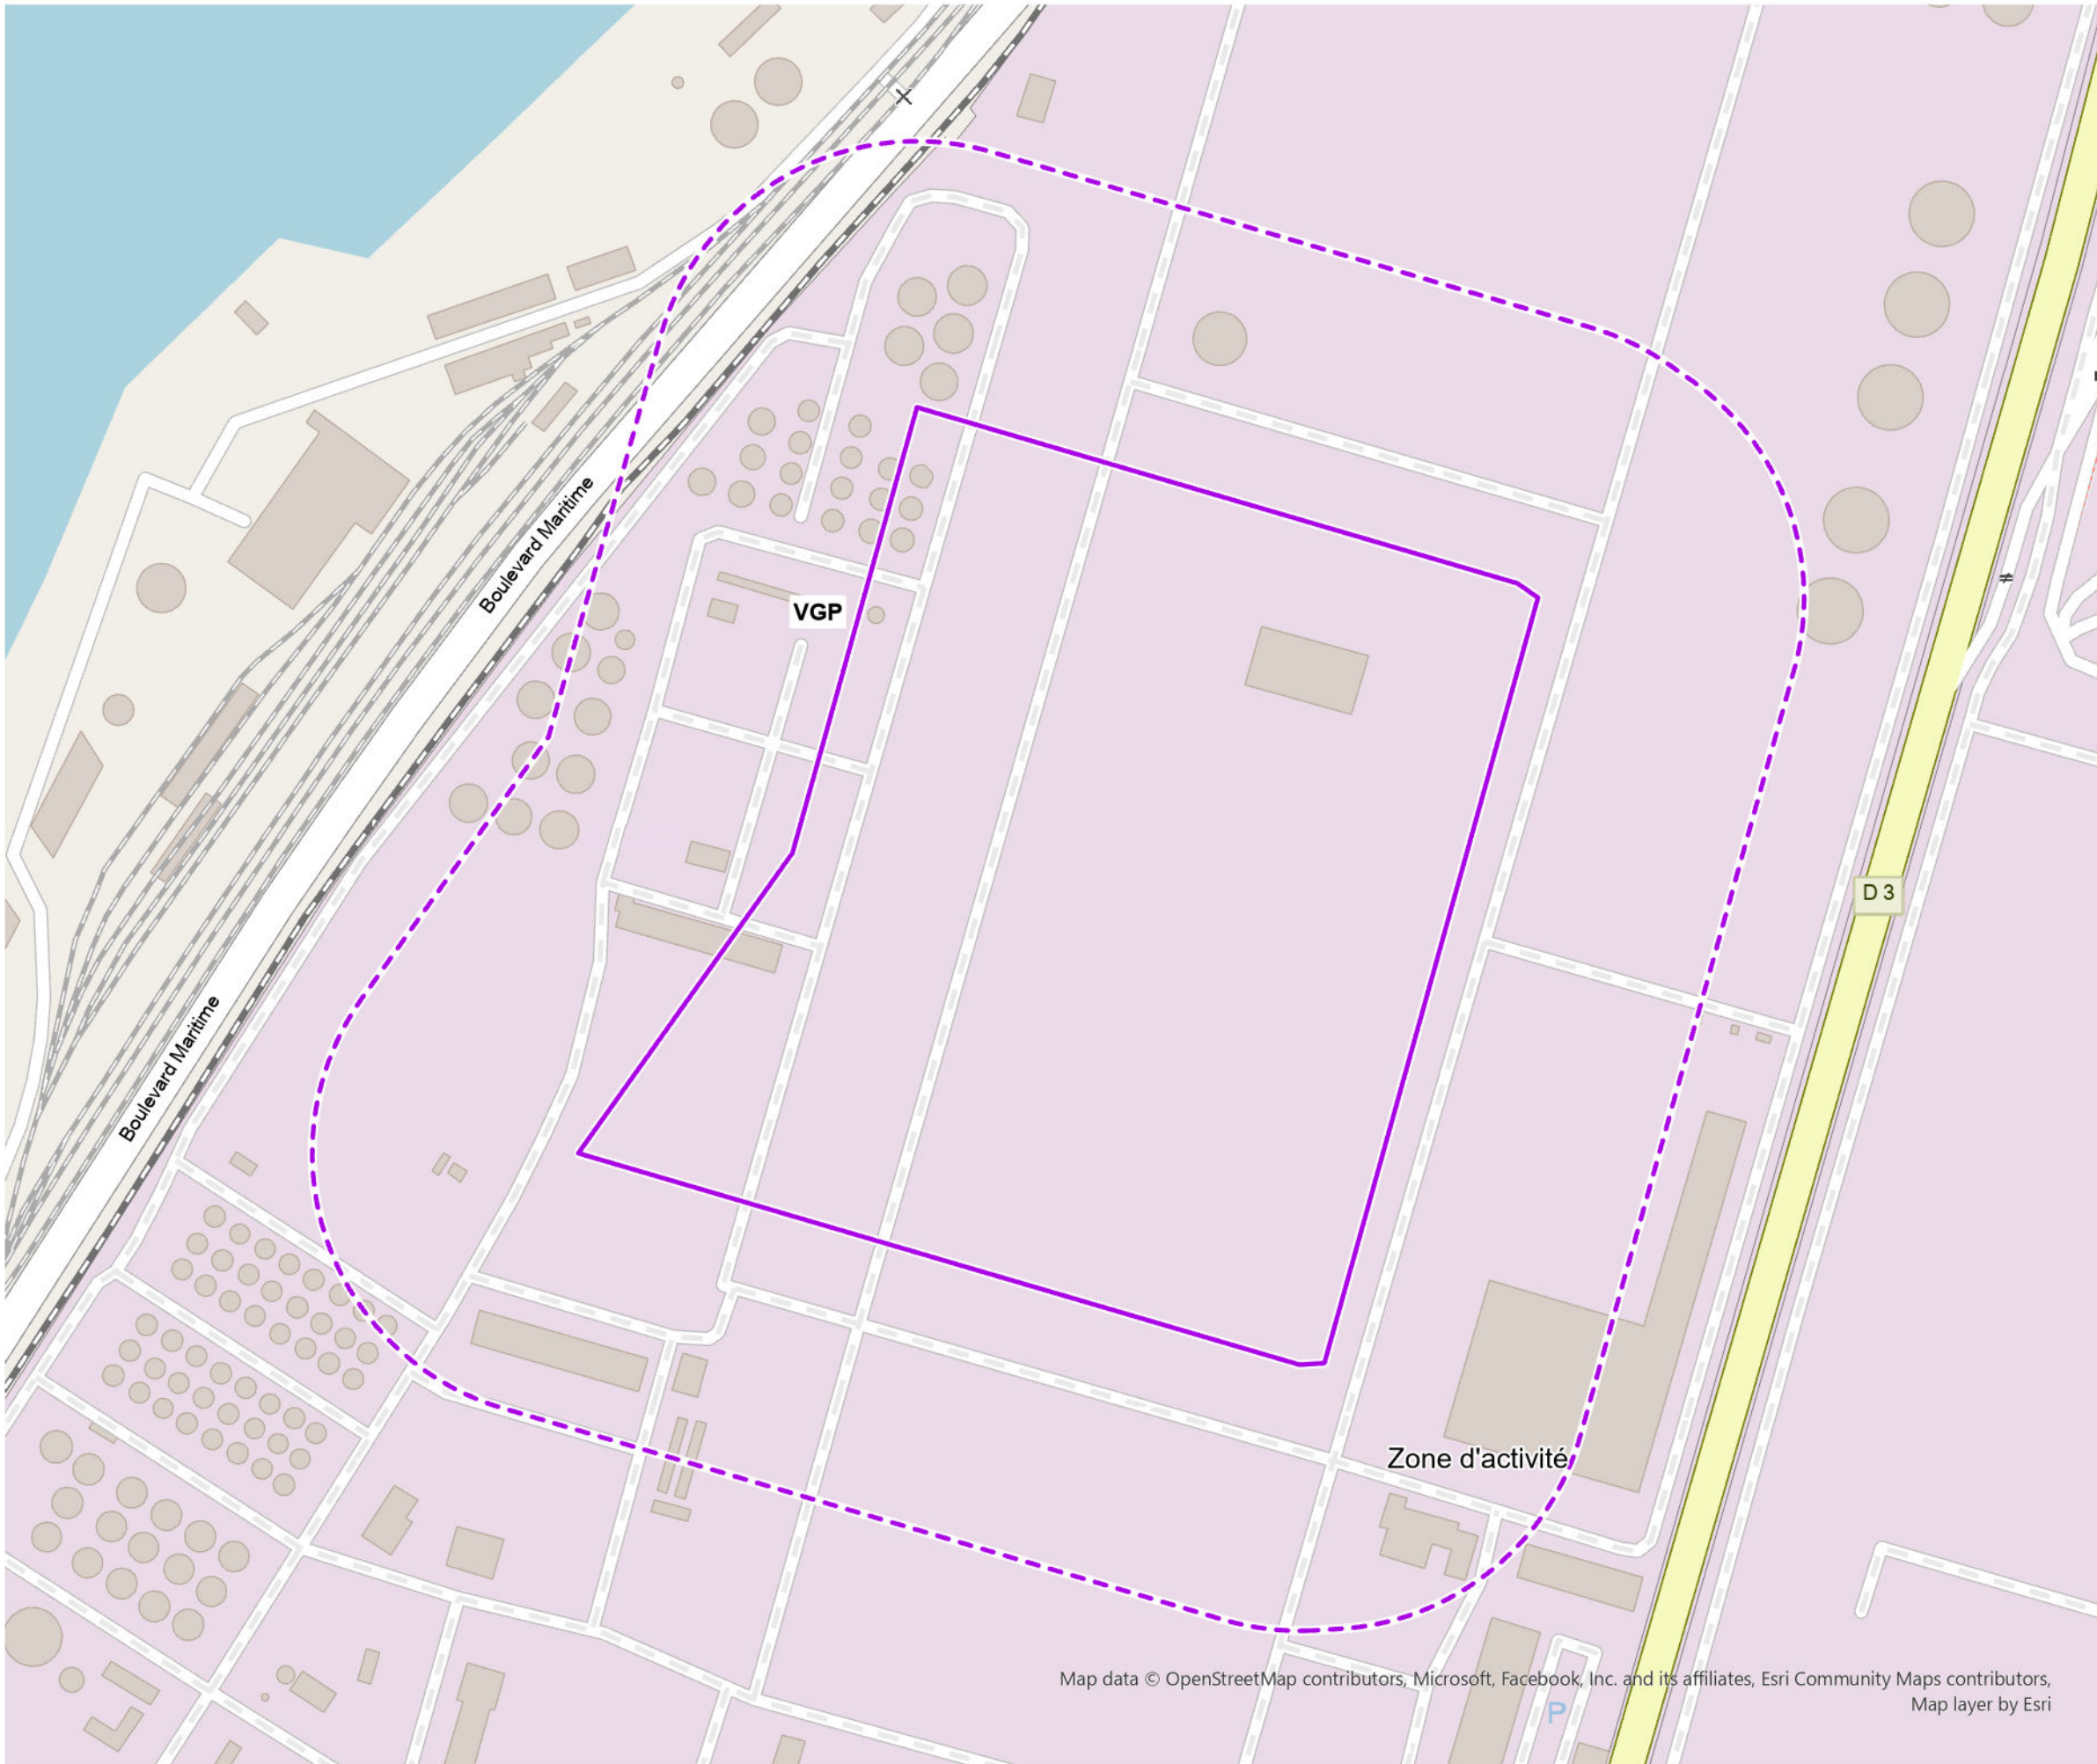 Boulevard Maritime
VGP
D 3
Boulevard Maritime
Zone d'activité
Map data © OpenStreetMap contributors, Microsoft, Facebook, Inc. and its affiliates, Esri Community Maps contributors,
Map layer by Esri
P